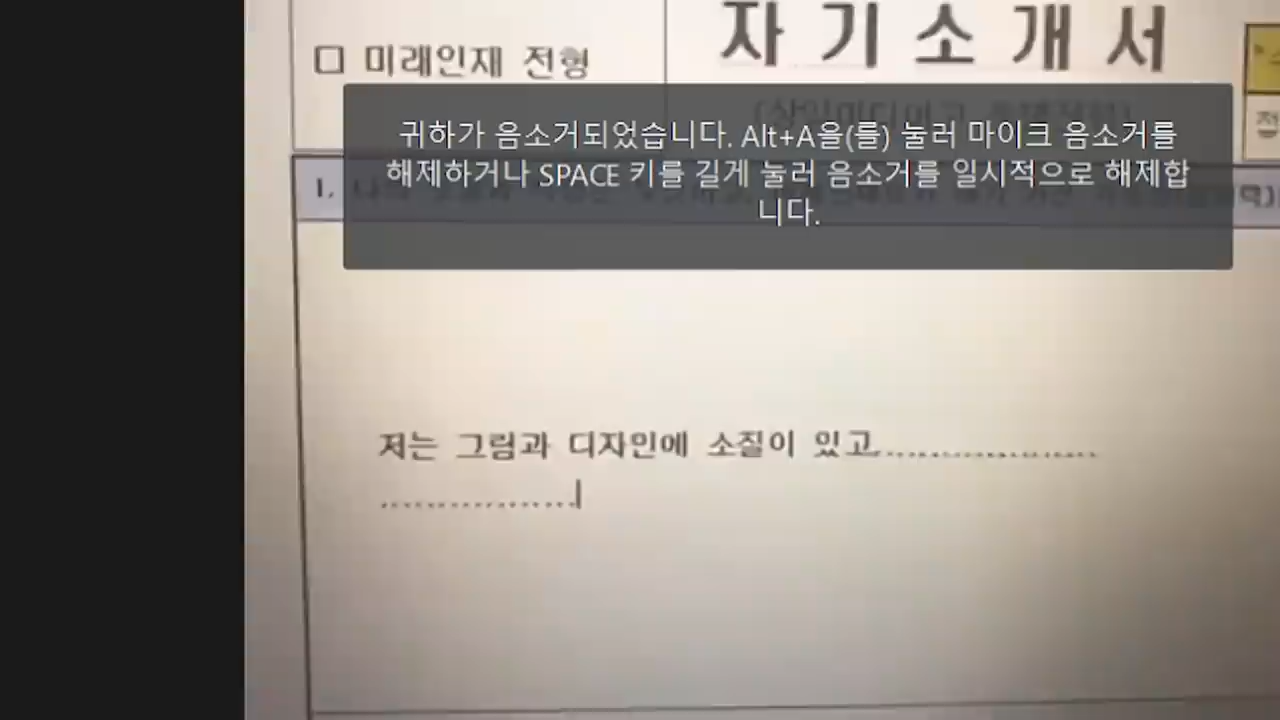 자 기 소 개 서
□ 미래인재 전형
귀하가 음소거되었습니다. Alt+A을(를) 눌러 마이크 음소거를
해제하거나 SPACE 키를 길게 눌러 음소거를 일시적으로 해제합
니다.
1.
저는 그림과 디자인에 소질이 있고......................
..................